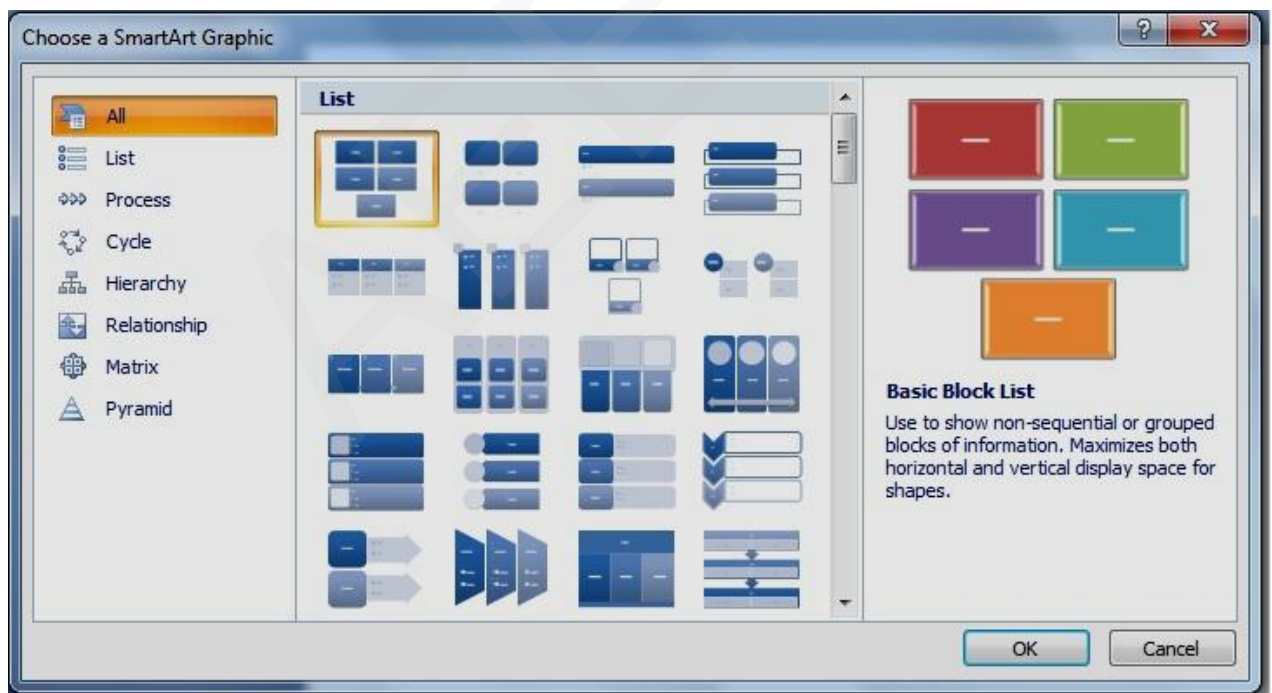 Choose a SmartArt Graphic
All
List
Process
Cycle
Hierarchy
Relationship
Matrix
Pyramid
List
Basic Block List
Use to show non-sequential or grouped
blocks of information. Maximizes both
horizontal and vertical display space for
shapes.
OK
Cancel